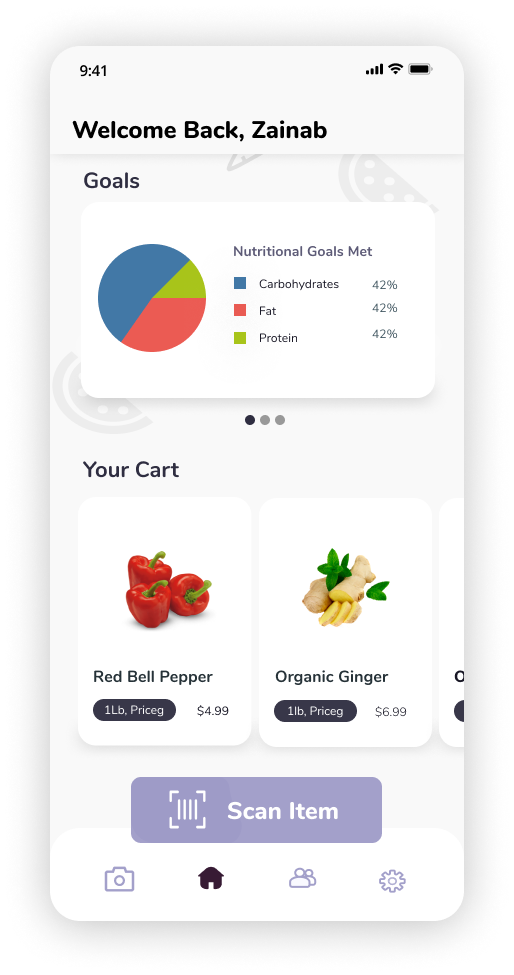 9:41
Welcome Back, Zainab
Goals
Nutritional Goals Met
Carbohydrates 42%
Fat 42%
Protein 42%
Your Cart
Red Bell Pepper
1Lb, Priceg $4.99
Organic Ginger
1lb, Priceg $6.99
O
Scan Item